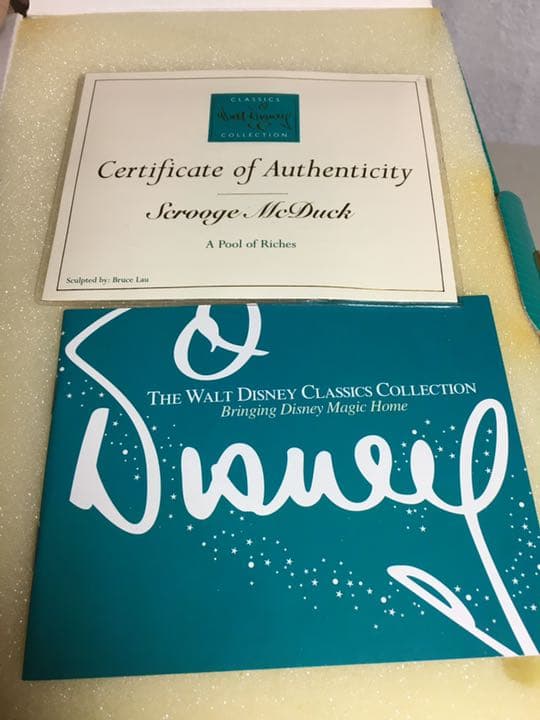 CLASSICS
Walt Disney
COLLECTION
Certificate of Authenticity
Scrooge McDuck
A Pool of Riches
Sculpted by: Bruce Lau
THE WALT DISNEY CLASSICS COLLECTION
Bringing Disney Magic Home
Disney